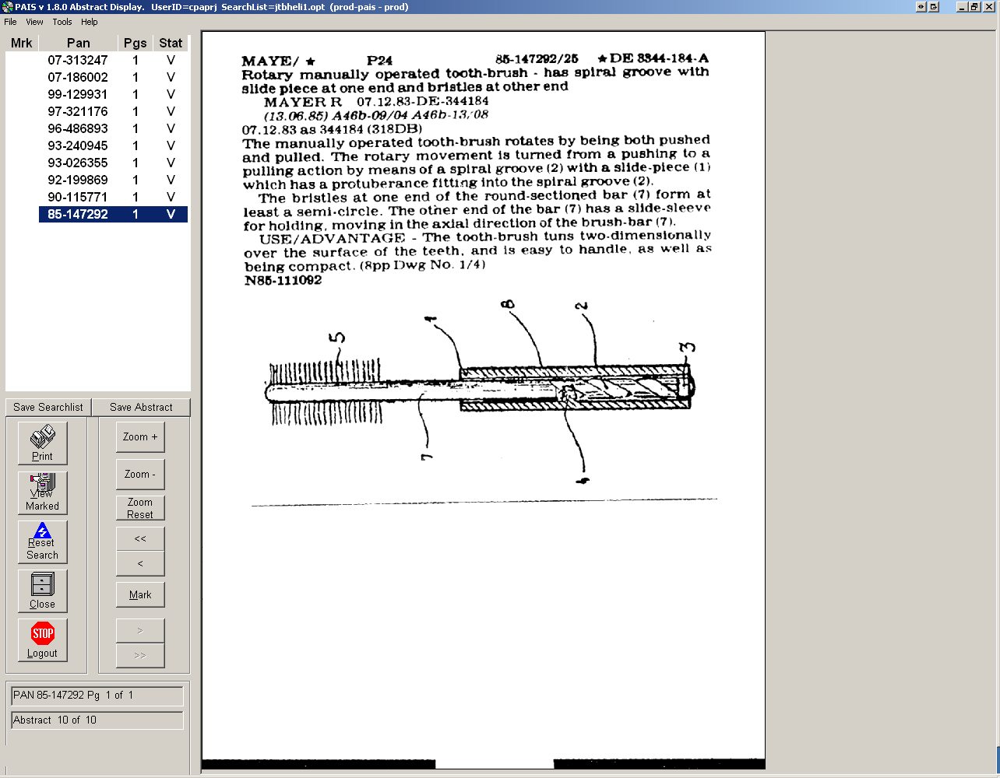 PAIS v 1.8.0 Abstract Display.   UserID=cpaprj  SearchList=jtbheli1.opt  (prod-pais - prod)
File View Tools Help
Mrk Pan Pgs Stat
07-313247 1 V
07-186002 1 V
99-129931 1 V
97-321176 1 V
96-486893 1 V
93-240945 1 V
93-026355 1 V
92-199869 1 V
90-115771 1 V
85-147292 1 V
Save Searchlist Save Abstract
Print
View
Marked
Reset
Search
Close
STOP
Logout
Zoom +
Zoom -
Zoom
Reset
<<
<
Mark
>
>>
PAN 85-147292 Pg 1 of 1
Abstract 10 of 10
MAYE/ ★ P24 85-147292/25 ★DE 3344-184-A
Rotary manually operated tooth-brush - has spiral groove with
slide piece at one end and bristles at other end
MAYER R 07.12.83-DE-344184
(13.06.85) A46b-09/04 A46b-13/08
07.12.83 as 344184 (318DB)
The manually operated tooth-brush rotates by being both pushed
and pulled. The rotary movement is turned from a pushing to a
pulling action by means of a spiral groove (2) with a slide-piece (1)
which has a protuberance fitting into the spiral groove (2).
The bristles at one end of the round-sectioned bar (7) form at
least a semi-circle. The other end of the bar (7) has a slide-sleeve
for holding, moving in the axial direction of the brush-bar (7).
USE/ADVANTAGE - The tooth-brush tuns two-dimensionally
over the surface of the teeth, and is easy to handle, as well as
being compact. (8pp Dwg No. 1/4)
N85-111092
5
1
8
2
3
7